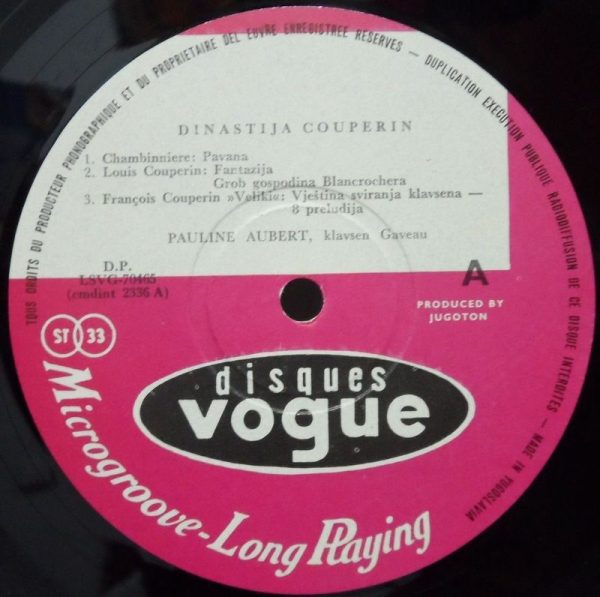 TOUS DROITS DU PRODUCTEUR PHONOGRAPHIQUE ET DU PROPRIETAIRE DEL EUVRE ENREGISTREE RESERVES — DUPLICATION EXECUTION PUBLIQUE RADIODIFFUSION DE CE DISQUE INTERDITES — MADE IN YUGOSLAVIA
DINASTIJA COUPERIN
1. Chambinniere: Pavana
2. Louis Couperin: Fantazija
Grob gospodina Blancrochera
3. François Couperin »Veliki«: Vještina sviranja klavsena —
8 preludija
PAULINE AUBERT, klavsen Gaveau
D.P.
LSVG-70465
(cmdint 2336 A)
A
PRODUCED BY
JUGOTON
ST 33
disques
vogue
Microgroove-Long Playing